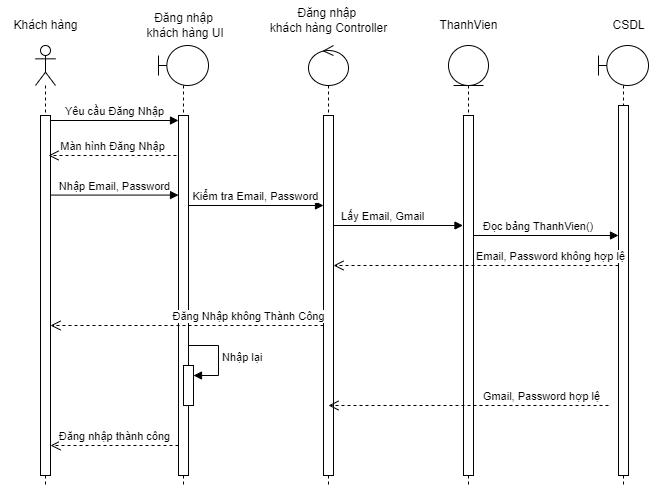 Khách hàng
Đăng nhập
khách hàng UI
Đăng nhập
khách hàng Controller
ThanhVien
CSDL
Yêu cầu Đăng Nhập
Màn hình Đăng Nhập
Nhập Email, Password
Kiểm tra Email, Password
Lấy Email, Gmail
Đọc bảng ThanhVien()
Email, Password không hợp lệ
Đăng Nhập không Thành Công
Nhập lại
Gmail, Password hợp lệ
Đăng nhập thành công